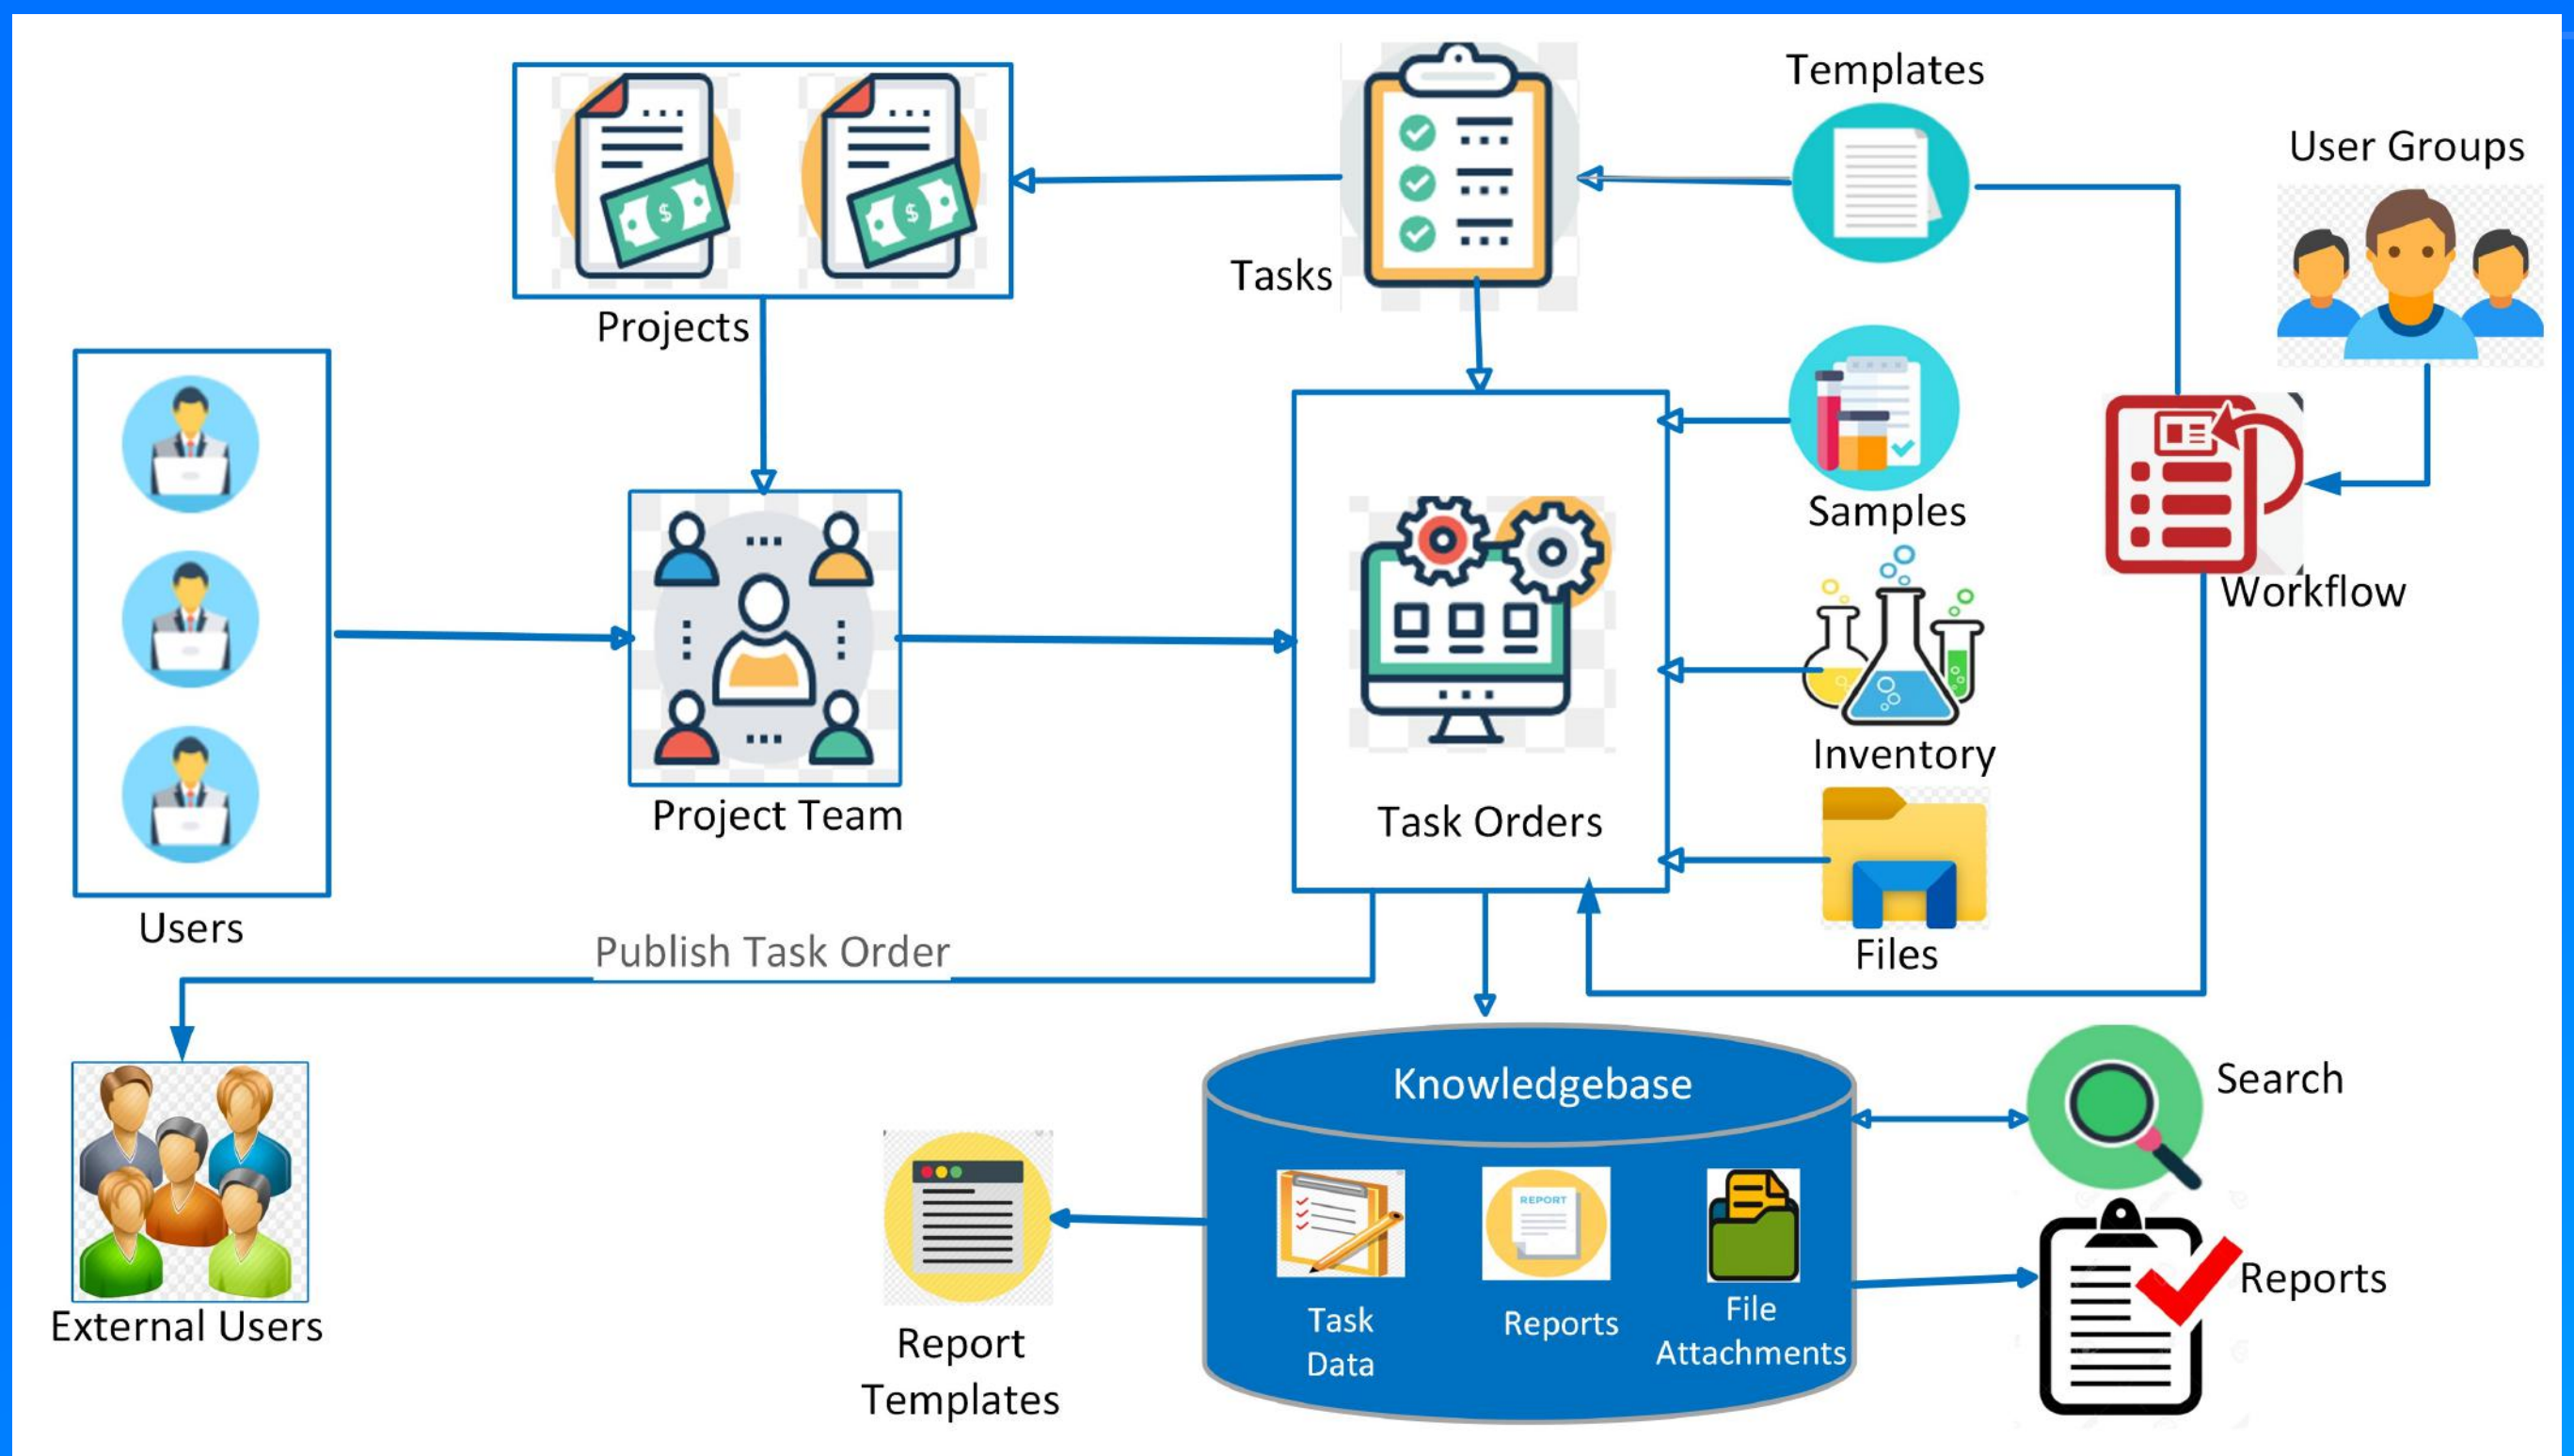 Templates
User Groups
Tasks
Projects
Samples
Workflow
Inventory
Project Team
Task Orders
Users
Publish Task Order
Files
Knowledgebase
Search
REPORT
Reports
External Users
Task
Data
Reports
File
Attachments
Report
Templates